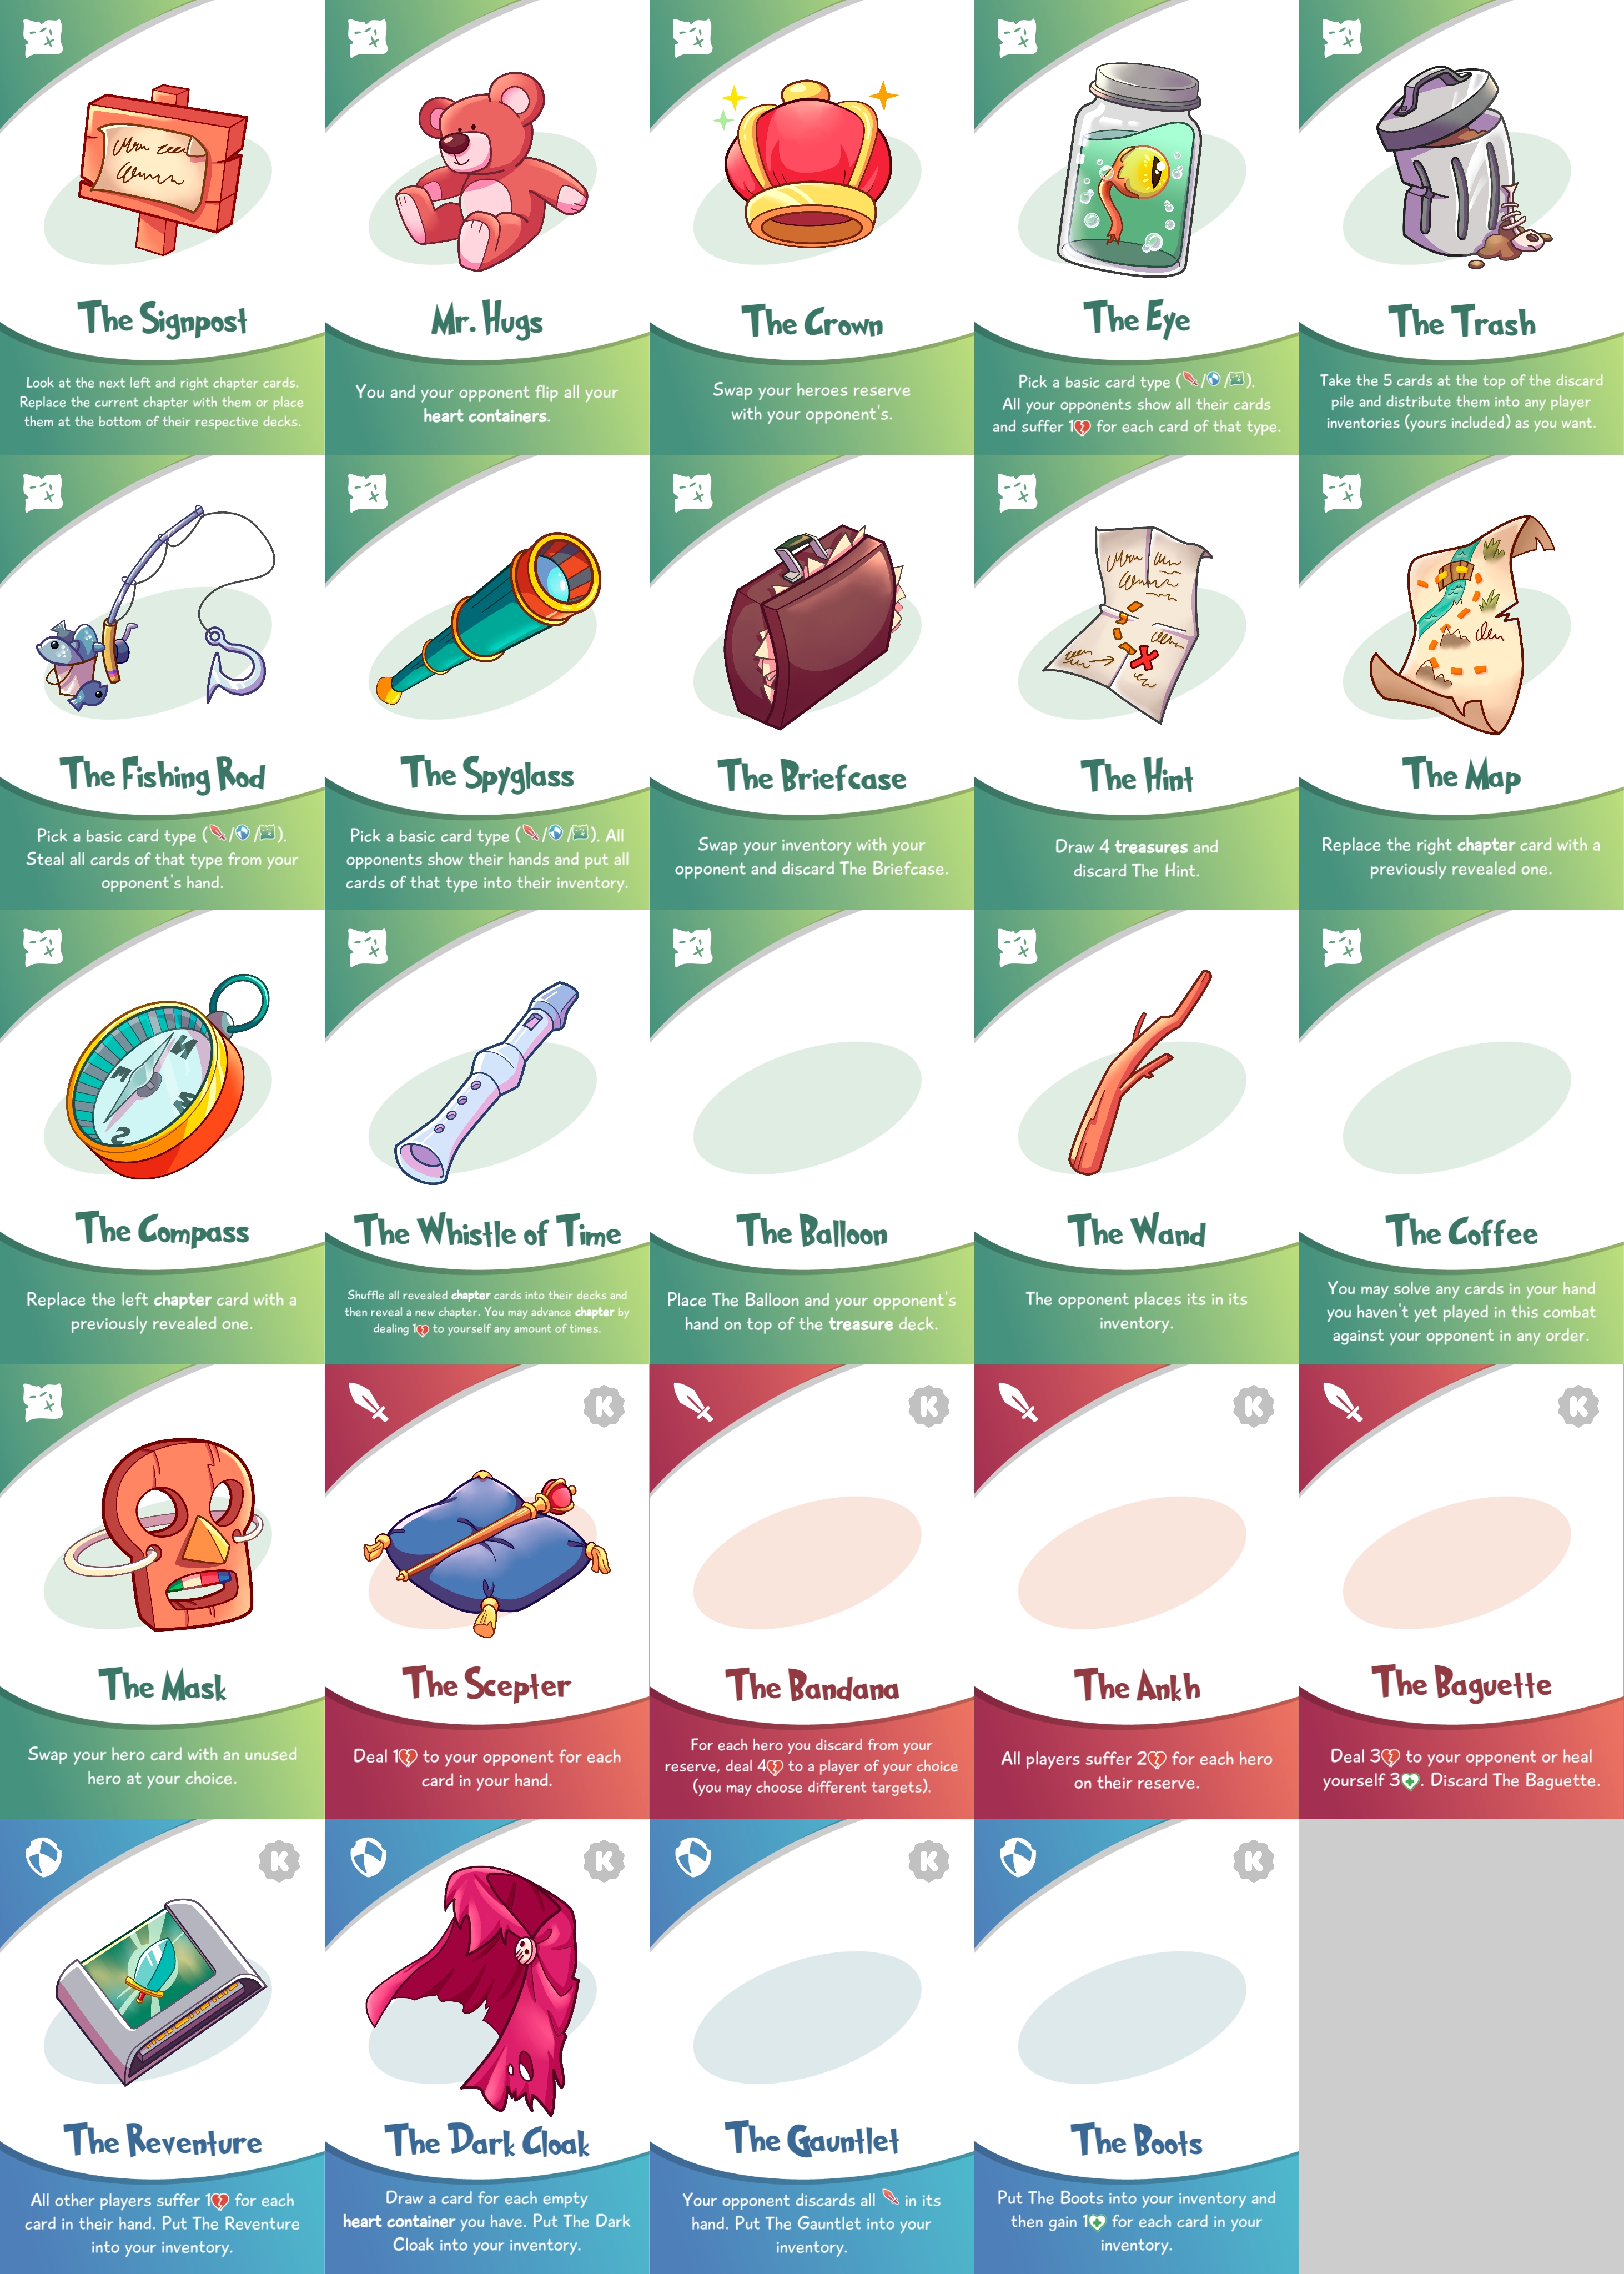 The Signpost
Look at the next left and right chapter cards.
Replace the current chapter with them or place
them at the bottom of their respective decks.
Mr. Hugs
You and your opponent flip all your
heart containers.
The Crown
Swap your heroes reserve
with your opponent's.
The Eye
Pick a basic card type ( / / ).
All your opponents show all their cards
and suffer 1 for each card of that type.
The Trash
Take the 5 cards at the top of the discard
pile and distribute them into any player
inventories (yours included) as you want.
The Fishing Rod
Pick a basic card type ( / / ).
Steal all cards of that type from your
opponent's hand.
The Spyglass
Pick a basic card type ( / / ). All
opponents show their hands and put all
cards of that type into their inventory.
The Briefcase
Swap your inventory with your
opponent and discard The Briefcase.
The Hint
Draw 4 treasures and
discard The Hint.
The Map
Replace the right chapter card with a
previously revealed one.
N
E
W
S
The Compass
Replace the left chapter card with a
previously revealed one.
The Whistle of Time
Shuffle all revealed chapter cards into their decks and
then reveal a new chapter. You may advance chapter by
dealing 1 to yourself any amount of times.
The Balloon
Place The Balloon and your opponent's
hand on top of the treasure deck.
The Wand
The opponent places its in its
inventory.
The Coffee
You may solve any cards in your hand
you haven't yet played in this combat
against your opponent in any order.
The Mask
Swap your hero card with an unused
hero at your choice.
K
The Scepter
Deal 1 to your opponent for each
card in your hand.
K
The Bandana
For each hero you discard from your
reserve, deal 4 to a player of your choice
(you may choose different targets).
K
The Ankh
All players suffer 2 for each hero
on their reserve.
K
The Baguette
Deal 3 to your opponent or heal
yourself 3. Discard The Baguette.
K
The Reventure
All other players suffer 1 for each
card in their hand. Put The Reventure
into your inventory.
K
The Dark Cloak
Draw a card for each empty
heart container you have. Put The Dark
Cloak into your inventory.
K
The Gauntlet
Your opponent discards all in its
hand. Put The Gauntlet into your
inventory.
K
The Boots
Put The Boots into your inventory and
then gain 1 for each card in your
inventory.